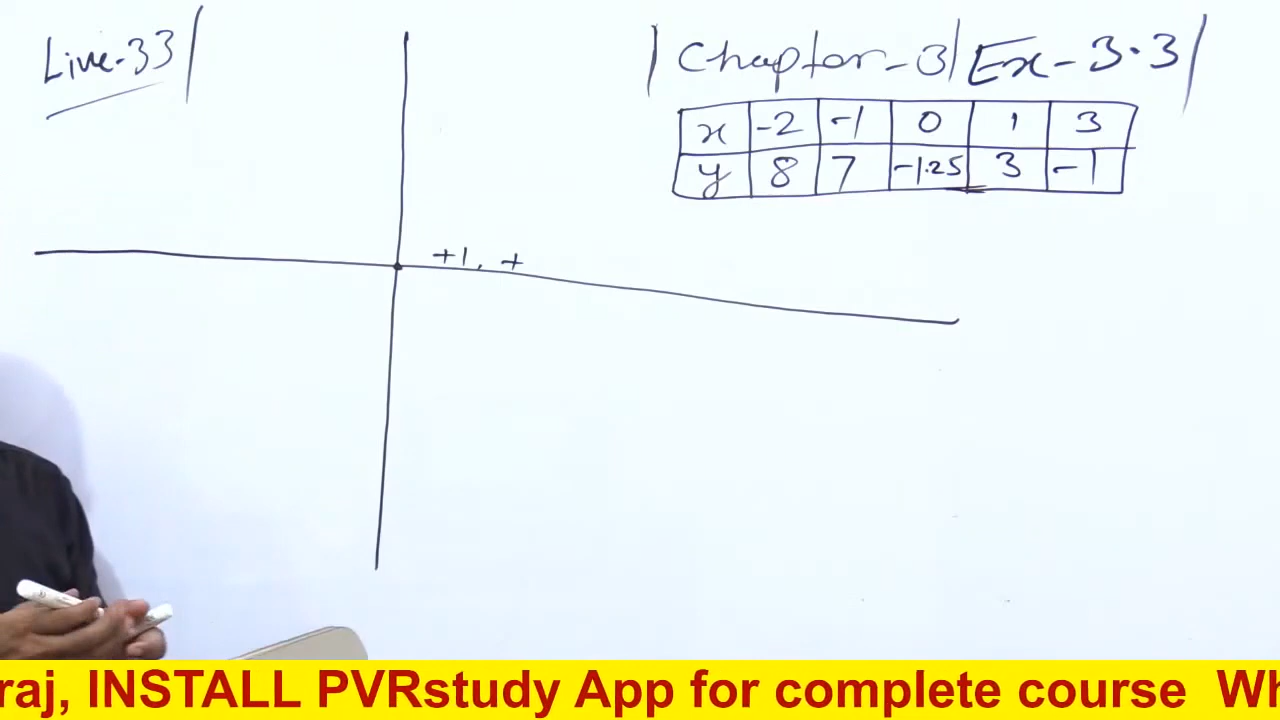 Live-33
Chapter-3 Ex-3.3
x -2 -1 0 1 3
y 8 7 -1.25 3 -1
+1, +
raj, INSTALL PVRstudy App for complete course Wh